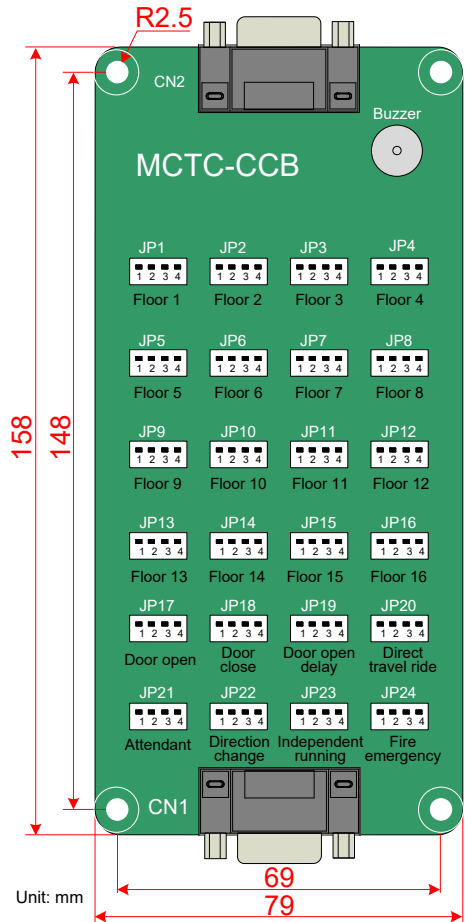 R2.5
CN2
Buzzer
MCTC-CCB
JP1 JP2 JP3 JP4
1 2 3 4 1 2 3 4 1 2 3 4 1 2 3 4
Floor 1 Floor 2 Floor 3 Floor 4
JP5 JP6 JP7 JP8
1 2 3 4 1 2 3 4 1 2 3 4 1 2 3 4
Floor 5 Floor 6 Floor 7 Floor 8
JP9 JP10 JP11 JP12
1 2 3 4 1 2 3 4 1 2 3 4 1 2 3 4
Floor 9 Floor 10 Floor 11 Floor 12
158
148
JP13 JP14 JP15 JP16
1 2 3 4 1 2 3 4 1 2 3 4 1 2 3 4
Floor 13 Floor 14 Floor 15 Floor 16
JP17 JP18 JP19 JP20
1 2 3 4 1 2 3 4 1 2 3 4 1 2 3 4
Door open Door close Door open delay Direct travel ride
JP21 JP22 JP23 JP24
1 2 3 4 1 2 3 4 1 2 3 4 1 2 3 4
Attendant Direction change Independent running Fire emergency
CN1
69
79
Unit: mm